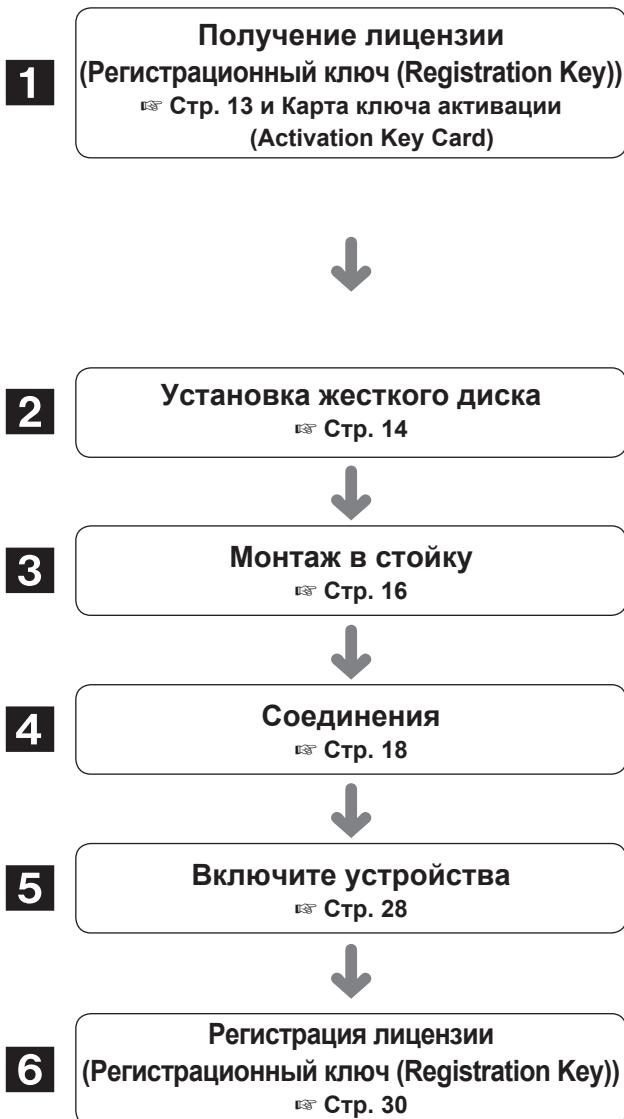 1
Получение лицензии
(Регистрационный ключ (Registration Key))
☞ Стр. 13 и Карта ключа активации
(Activation Key Card)
2
Установка жесткого диска
☞ Стр. 14
3
Монтаж в стойку
☞ Стр. 16
4
Соединения
☞ Стр. 18
5
Включите устройства
☞ Стр. 28
6
Регистрация лицензии
(Регистрационный ключ (Registration Key))
☞ Стр. 30